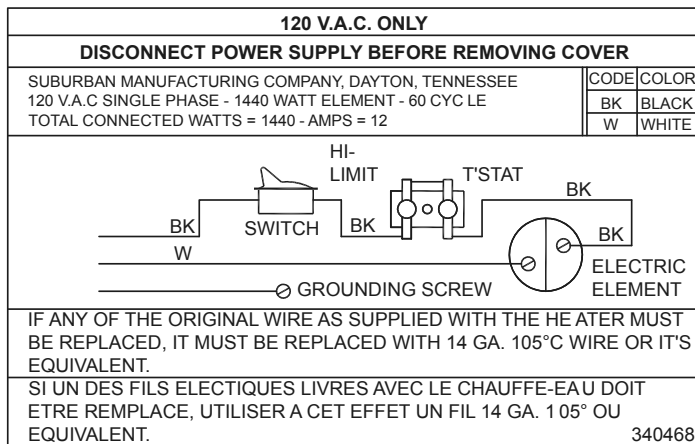 120 V.A.C. ONLY
DISCONNECT POWER SUPPLY BEFORE REMOVING COVER
SUBURBAN MANUFACTURING COMPANY, DAYTON, TENNESSEE
120 V.A.C SINGLE PHASE - 1440 WATT ELEMENT - 60 CYC LE
TOTAL CONNECTED WATTS = 1440 - AMPS = 12
CODE COLOR
BK BLACK
W WHITE
HI-
LIMIT
T'STAT
BK
BK
SWITCH
BK
BK
W
ELECTRIC
ELEMENT
GROUNDING SCREW
IF ANY OF THE ORIGINAL WIRE AS SUPPLIED WITH THE HE ATER MUST
BE REPLACED, IT MUST BE REPLACED WITH 14 GA. 105°C WIRE OR IT'S
EQUIVALENT.
SI UN DES FILS ELECTIQUES LIVRES AVEC LE CHAUFFE-EAU DOIT
ETRE REMPLACE, UTILISER A CET EFFET UN FIL 14 GA. 1 05° OU
EQUIVALENT.
340468